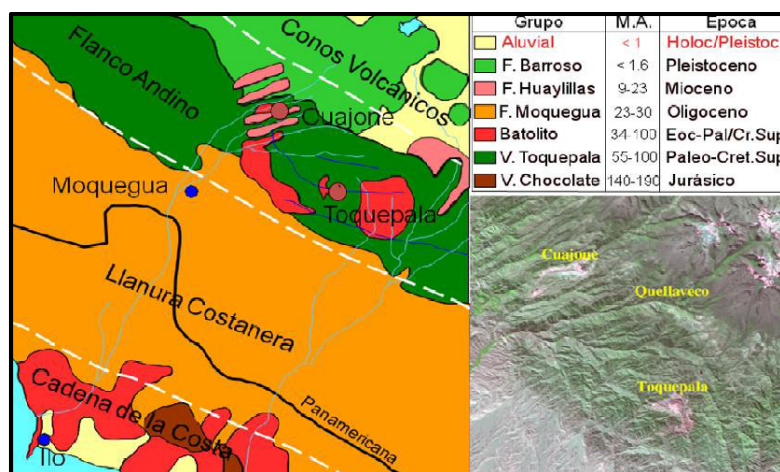 Flanco Andino
Conos Volcánicos
Cuajone
Moquegua
Toquepala
Llanura Costanera
Cadena de la Costa
Panamericana
Ilo
Grupo M.A. Epoca
Aluvial < 1 Holoc/Pleistoc
F. Barroso < 1.6 Pleistoceno
F. Huaylillas 9-23 Mioceno
F. Moquegua 23-30 Oligoceno
Batolito 34-100 Eoc-Pal/Cr.Sup
V. Toquepala 55-100 Paleo-Cret.Sup
V. Chocolate 140-190 Jurásico
Cuajone
Quellaveco
Toquepala